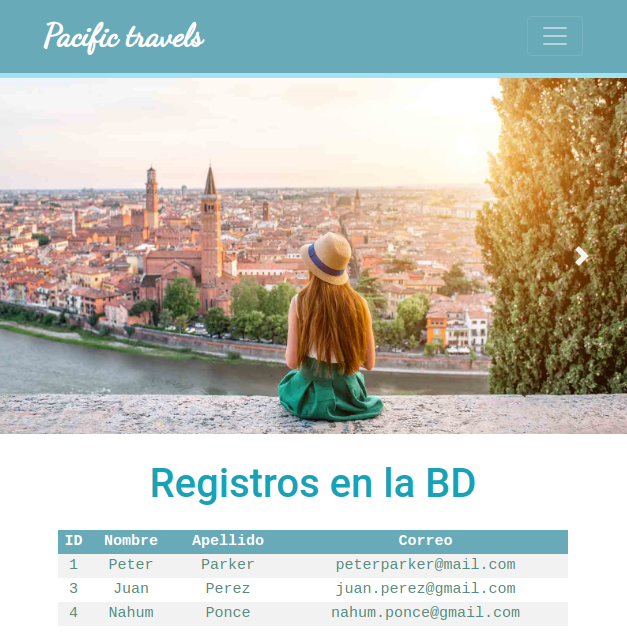 Pacific travels
Registros en la BD
ID Nombre Apellido Correo
1 Peter Parker peterparker@mail.com
3 Juan Perez juan.perez@gmail.com
4 Nahum Ponce nahum.ponce@gmail.com